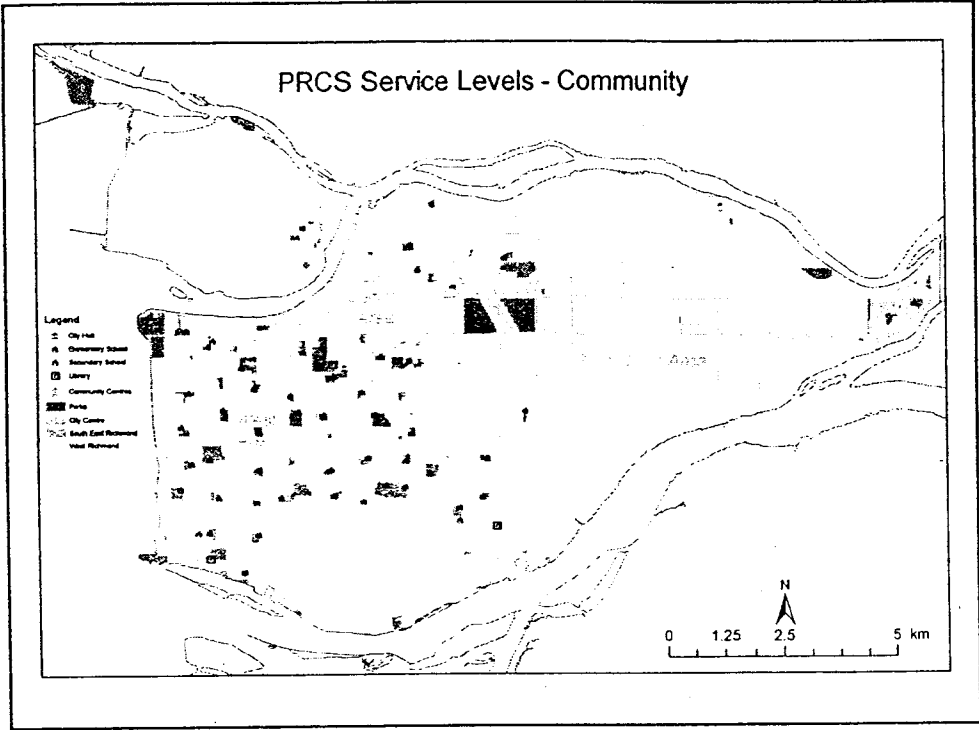 PRCS Service Levels - Community
Legend
City Hall
Elementary School
Secondary School
Library
Community Centres
Parks
City Centre
South East Richmond
West Richmond
N
0 1.25 2.5 5 km